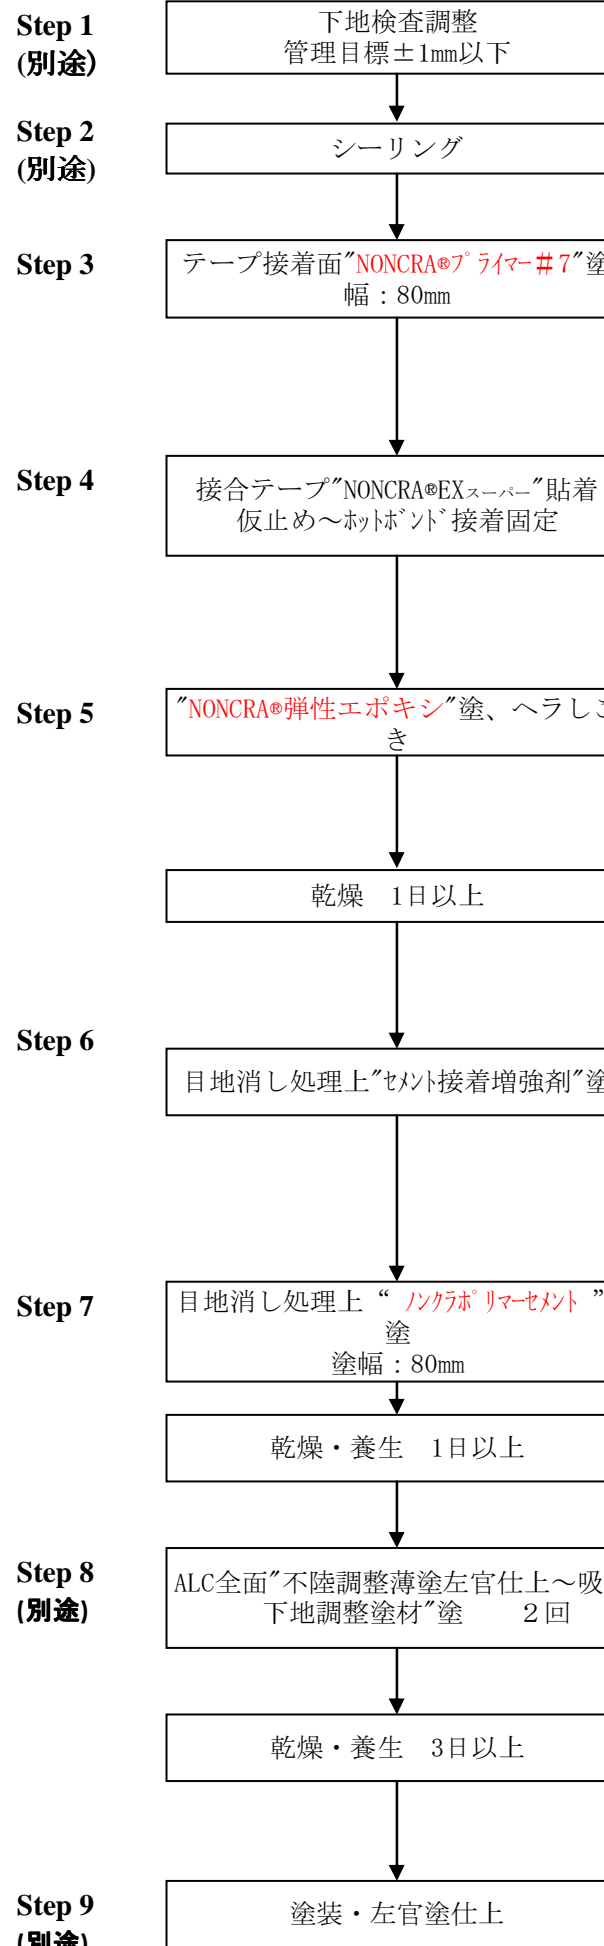 Step 1
(別途)
下地検査調整
管理目標±1mm以下
Step 2
(別途)
シーリング
Step 3
テープ接着面"NONCRA®プライマー＃7"塗
幅：80mm
Step 4
接合テープ"NONCRA®EXスーパー"貼着
仮止め～ホットボンド接着固定
Step 5
"NONCRA®弾性エポキシ"塗、ヘラしご
き
乾燥　1日以上
Step 6
目地消し処理上"セメント接着増強剤"塗
Step 7
目地消し処理上“ ノンクラポリマーセメント ”
塗
塗幅：80mm
乾燥・養生　1日以上
Step 8
(別途)
ALC全面"不陸調整薄塗左官仕上～吸
下地調整塗材"塗　　２回
乾燥・養生　3日以上
Step 9
(別途)
塗装・左官塗仕上